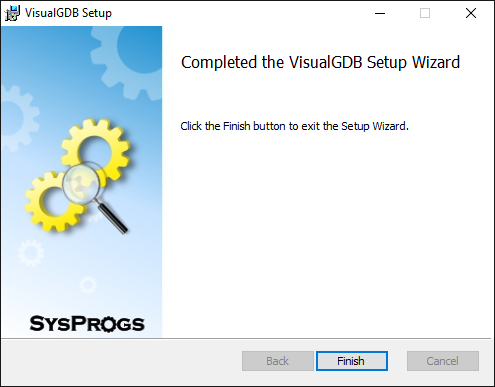 VisualGDB Setup
Completed the VisualGDB Setup Wizard
Click the Finish button to exit the Setup Wizard.
SYSPROGS
Back
Finish
Cancel